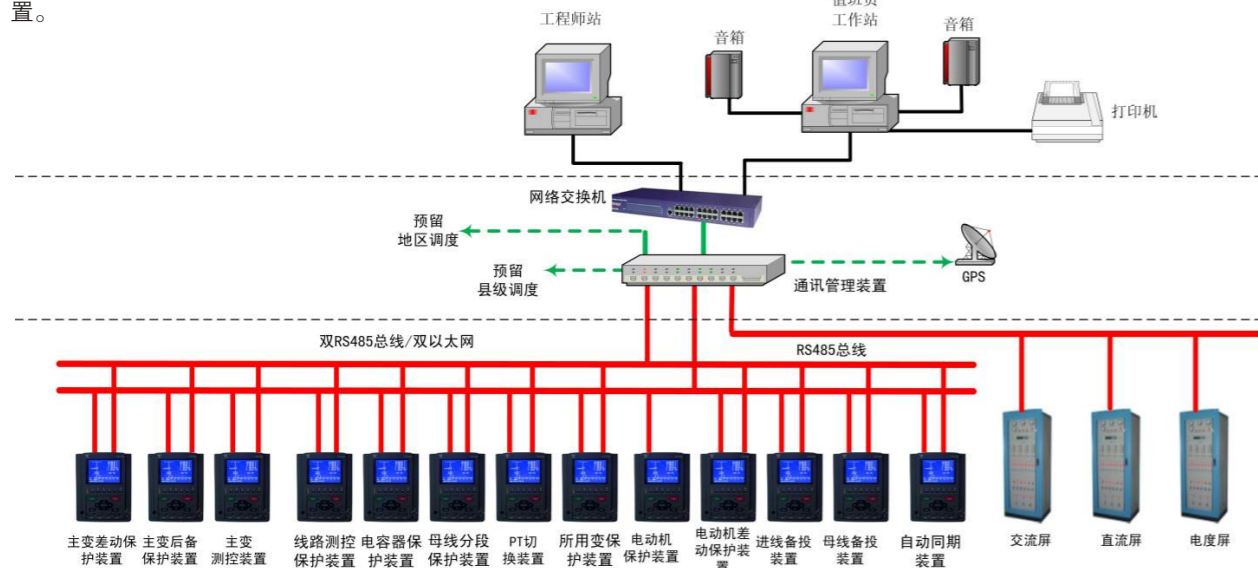 置。
值班员
工程师站
工作站
音箱
音箱
打印机
网络交换机
预留
地区调度
预留
县级调度
通讯管理装置
GPS
双RS485总线/双以太网
RS485总线
主变差动保
护装置
主变后备
保护装置
主变
测控装置
线路测控
保护装置
电容器保
护装置
母线分段
保护装置
PT切
换装置
所用变保
护装置
电动机
保护装置
电动机差
动保护装
置
进线备投
装置
母线备投
装置
自动同期
装置
交流屏
直流屏
电度屏